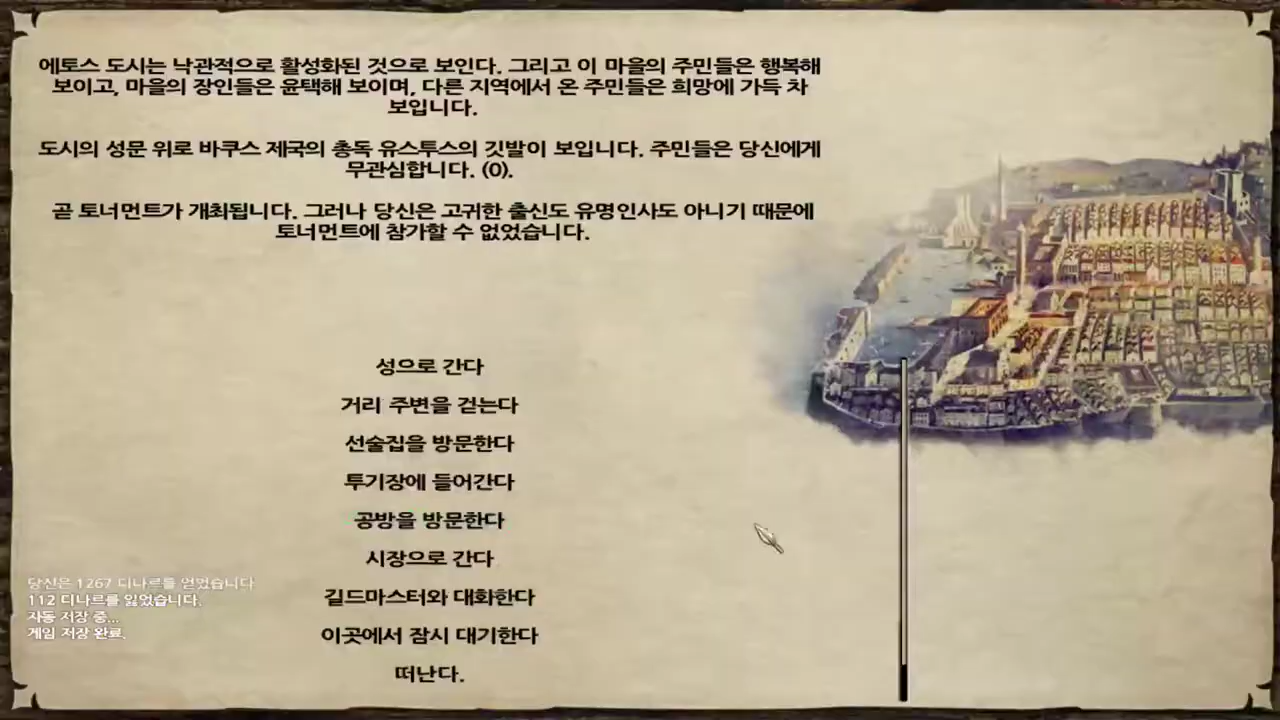 에토스 도시는 낙관적으로 활성화된 것으로 보인다. 그리고 이 마을의 주민들은 행복해
보이고, 마을의 장인들은 윤택해 보이며, 다른 지역에서 온 주민들은 희망에 가득 차
보입니다.
도시의 성문 위로 바쿠스 제국의 총독 유스투스의 깃발이 보입니다. 주민들은 당신에게
무관심합니다. (0).
곧 토너먼트가 개최됩니다. 그러나 당신은 고귀한 출신도 유명인사도 아니기 때문에
토너먼트에 참가할 수 없었습니다.
성으로 간다
거리 주변을 걷는다
선술집을 방문한다
투기장에 들어간다
공방을 방문한다
시장으로 간다
길드마스터와 대화한다
이곳에서 잠시 대기한다
떠난다.
당신은 1267 디나르를 얻었습니다
112 디나르를 잃었습니다.
자동 저장 중...
게임 저장 완료.